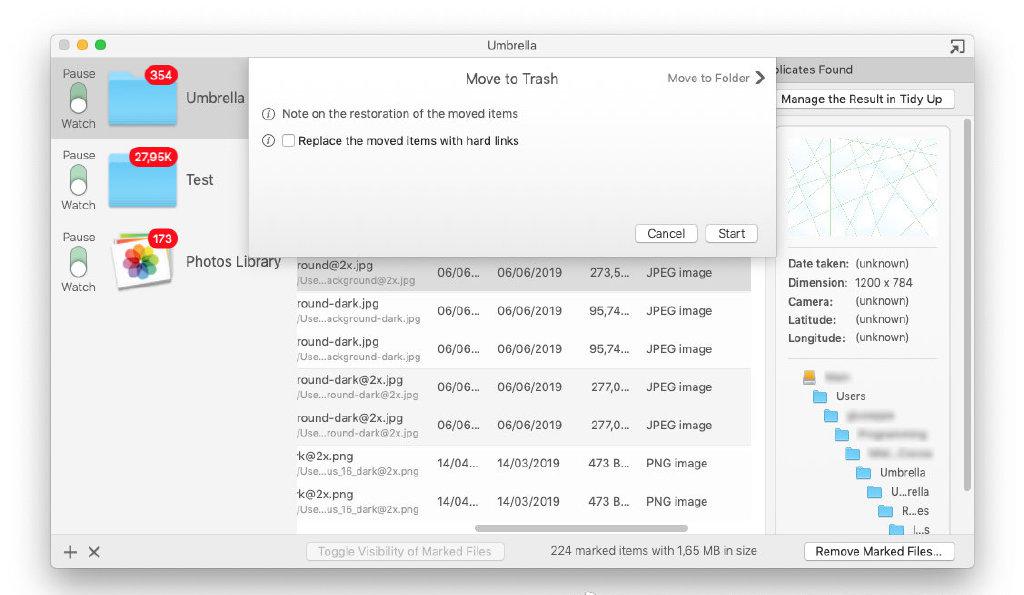 Umbrella
Pause
354
Umbrella
Watch
Pause
27,95K
Test
Watch
Pause
173
Photos Library
Watch
Move to Trash
Move to Folder
Note on the restoration of the moved items
Replace the moved items with hard links
Cancel
Start
plicates Found
Manage the Result in Tidy Up
round@2x.jpg 06/06... 06/06/2019 273,5... JPEG image
/Use...ackground@2x.jpg
round-dark.jpg 06/06... 06/06/2019 95,74... JPEG image
/Use...ackground-dark.jpg
round-dark.jpg 06/06... 06/06/2019 95,74... JPEG image
/Use...ackground-dark.jpg
round-dark@2x.jpg 06/06... 06/06/2019 277,0... JPEG image
/Use...round-dark@2x.jpg
round-dark@2x.jpg 06/06... 06/06/2019 277,0... JPEG image
/Use...round-dark@2x.jpg
rk@2x.png 14/04... 14/03/2019 473 B... PNG image
/Use...us_16_dark@2x.png
rk@2x.png 14/04... 14/03/2019 473 B... PNG image
/Use...us_16_dark@2x.png
Date taken: (unknown)
Dimension: 1200 x 784
Camera: (unknown)
Latitude: (unknown)
Longitude: (unknown)
Users
Umbrella
U...rella
R...es
I...s
Toggle Visibility of Marked Files
224 marked items with 1,65 MB in size
Remove Marked Files...